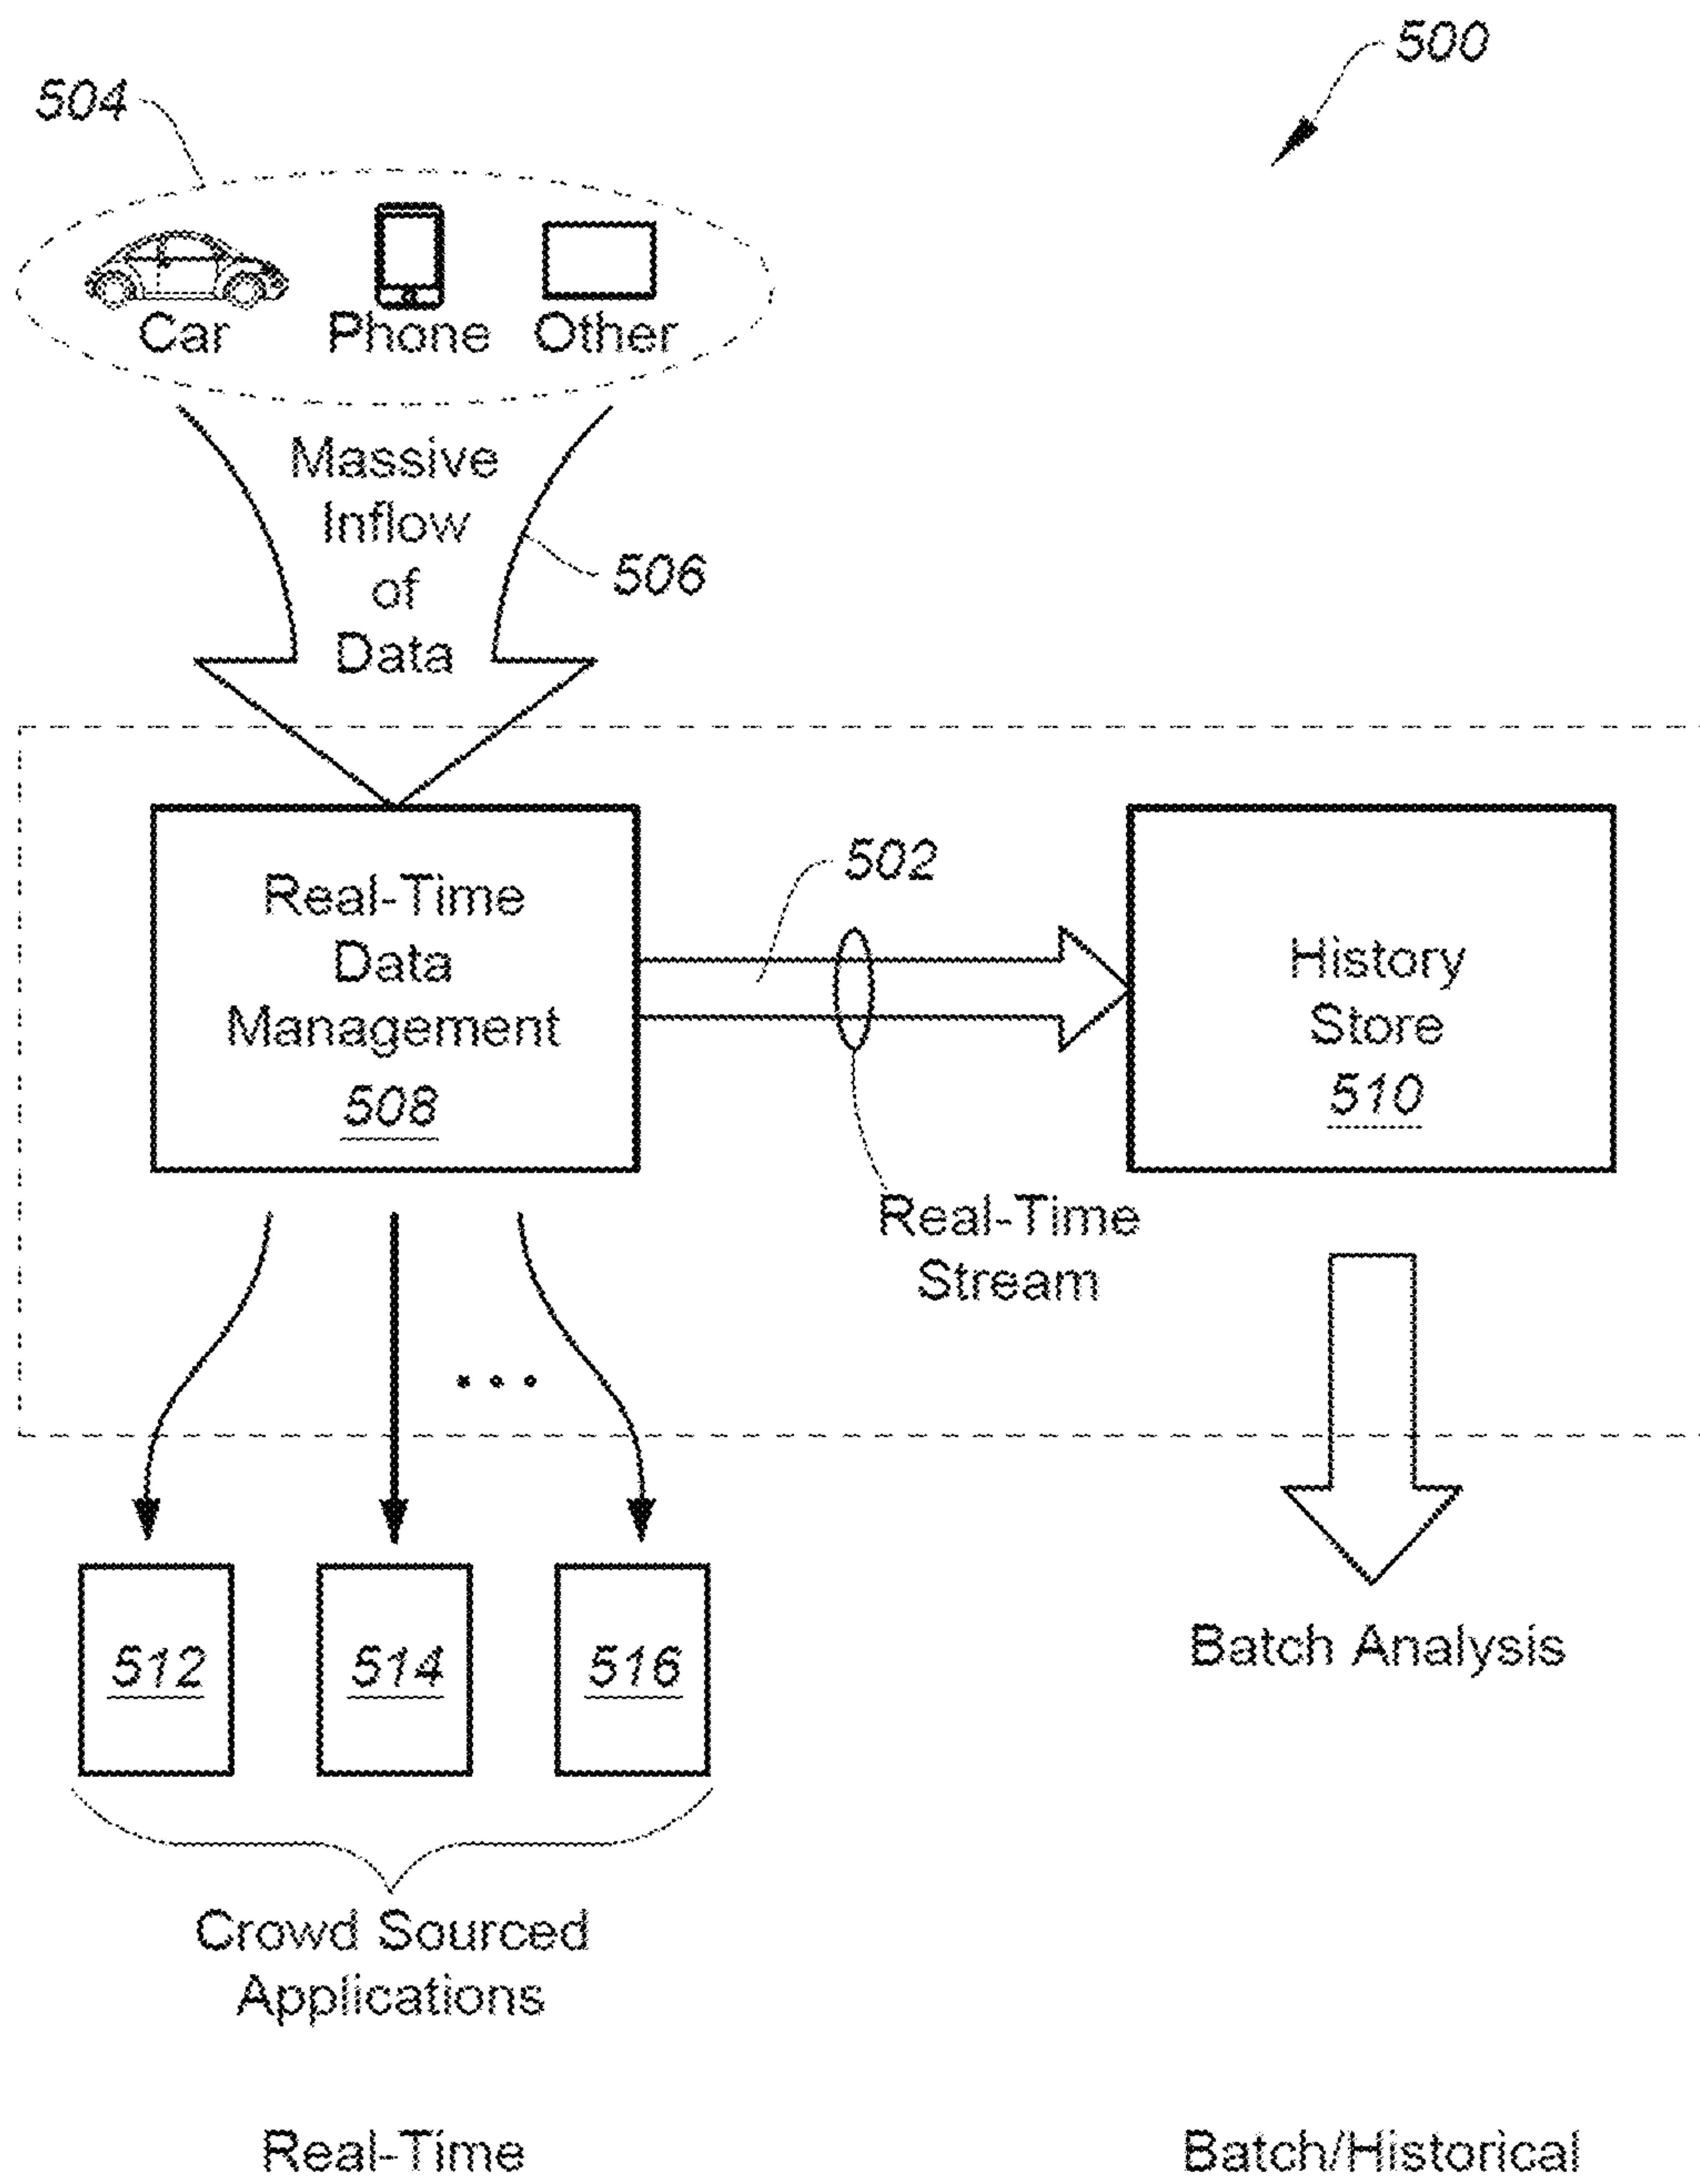 500
504
Car Phone Other
Massive
Inflow
of
Data
506
Real-Time
Data
Management
508
502
History
Store
510
Real-Time
Stream
512 514 516
Batch Analysis
Crowd Sourced
Applications
Real-Time Batch/Historical